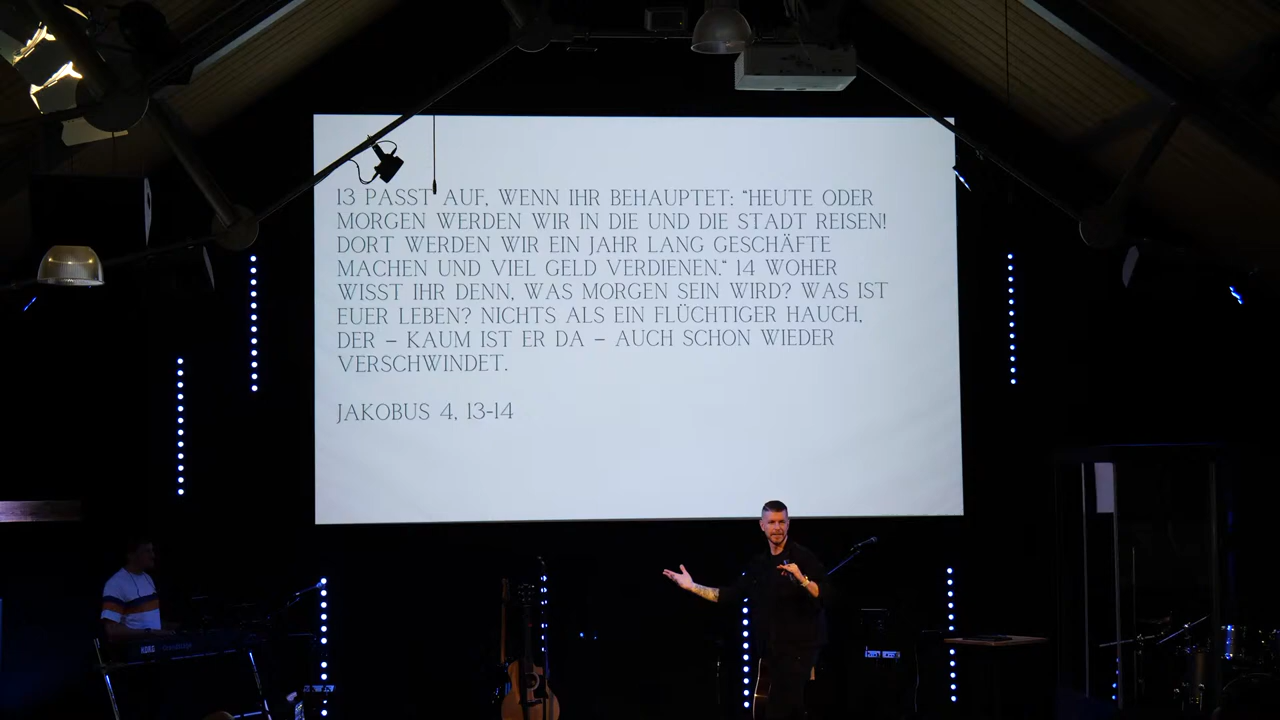 13 PASST AUF, WENN IHR BEHAUPTET: “HEUTE ODER
MORGEN WERDEN WIR IN DIE UND DIE STADT REISEN!
DORT WERDEN WIR EIN JAHR LANG GESCHÄFTE
MACHEN UND VIEL GELD VERDIENEN.“ 14 WOHER
WISST IHR DENN, WAS MORGEN SEIN WIRD? WAS IST
EUER LEBEN? NICHTS ALS EIN FLÜCHTIGER HAUCH,
DER – KAUM IST ER DA – AUCH SCHON WIEDER
VERSCHWINDET.
JAKOBUS 4, 13-14
KORG